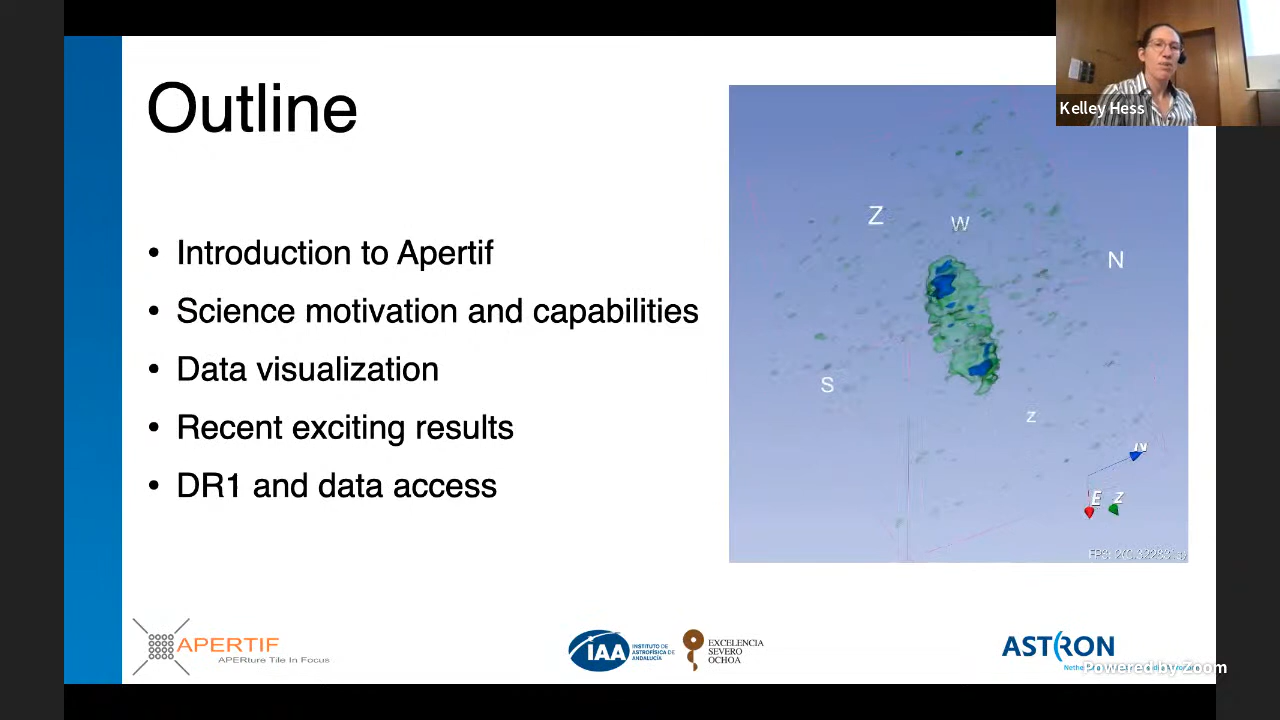 Outline
Kelley Hess
• Introduction to Apertif
• Science motivation and capabilities
• Data visualization
• Recent exciting results
• DR1 and data access
Z
W
N
S
z
N
E
Z
FPS:
APERTIF
APERture Tile In Focus
IAA
INSTITUTO DE
ASTROFÍSICA DE
ANDALUCÍA
EXCELENCIA
SEVERO
OCHOA
ASTRON
Powered by Zoom